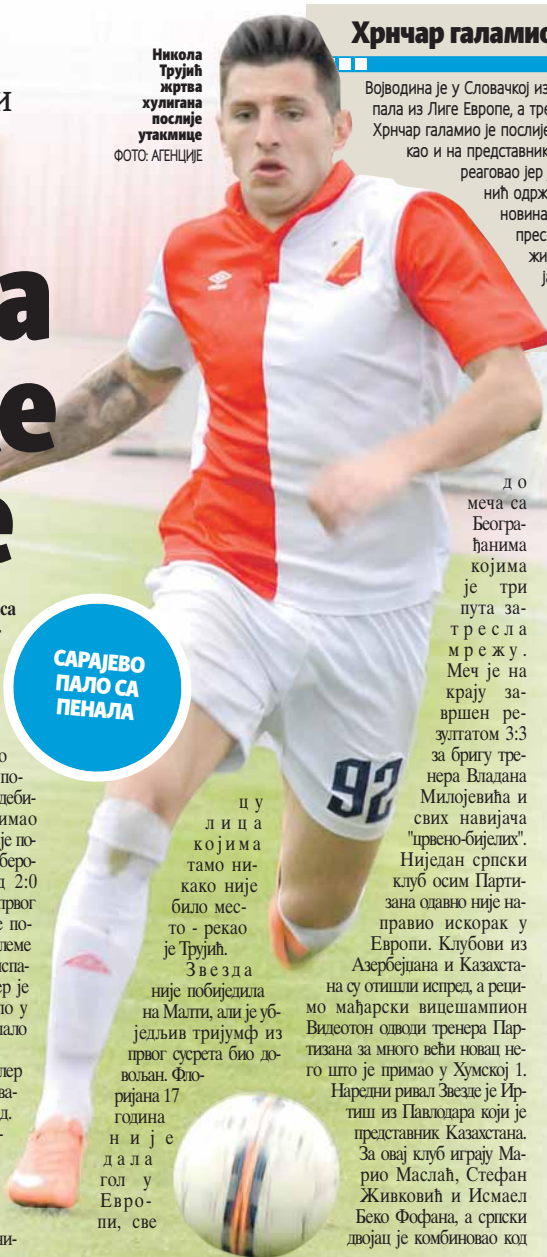 Никола
Трујић
жртва
хулигана
послије
утакмице
ФОТО: АГЕНЦИЈЕ
Хрнчар галамио
Војводина је у Словачкој из
пала из Лиге Европе, а тре
Хрнчар галамио је послије
као и на представник
реаговао јер
нић одрж
новина
прес
жи
САРАЈЕВО
ПАЛО СА
ПЕНАЛА
92
цу
лица
којима
тамо ни-
како није
било мес-
то - рекао
је Трујић.
Звезда
није побиједила
на Малти, али је уб-
једљив тријумф из
првог сусрета био до-
вољан. Фло-
ријана 17
година
није
дала
гол у
Евро-
пи, све
до
меча са
Београ-
ђанима
којима
је три
пута за-
тресла
мрежу.
Меч је на
крају за-
вршен ре-
зултатом 3:3
за бригу тре-
нера Владана
Милојевића и
свих навијача
"црвено-бијелих".
Ниједан српски
клуб осим Парти-
зана одавно није на-
правио искорак у
Европи. Клубови из
Азербејџана и Казахста-
на су отишли испред, а реци-
мо мађарски вицешампион
Видеотон одводи тренера Пар-
тизана за много већи новац не-
го што је примао у Хумској 1.
Наредни ривал Звезде је Ир-
тиш из Павлодара који је
представник Казахстана.
За овај клуб играју Ма-
рио Маслаћ, Стефан
Живковић и Исмаел
Беко Фофана, а српски
двојац је комбиновао код